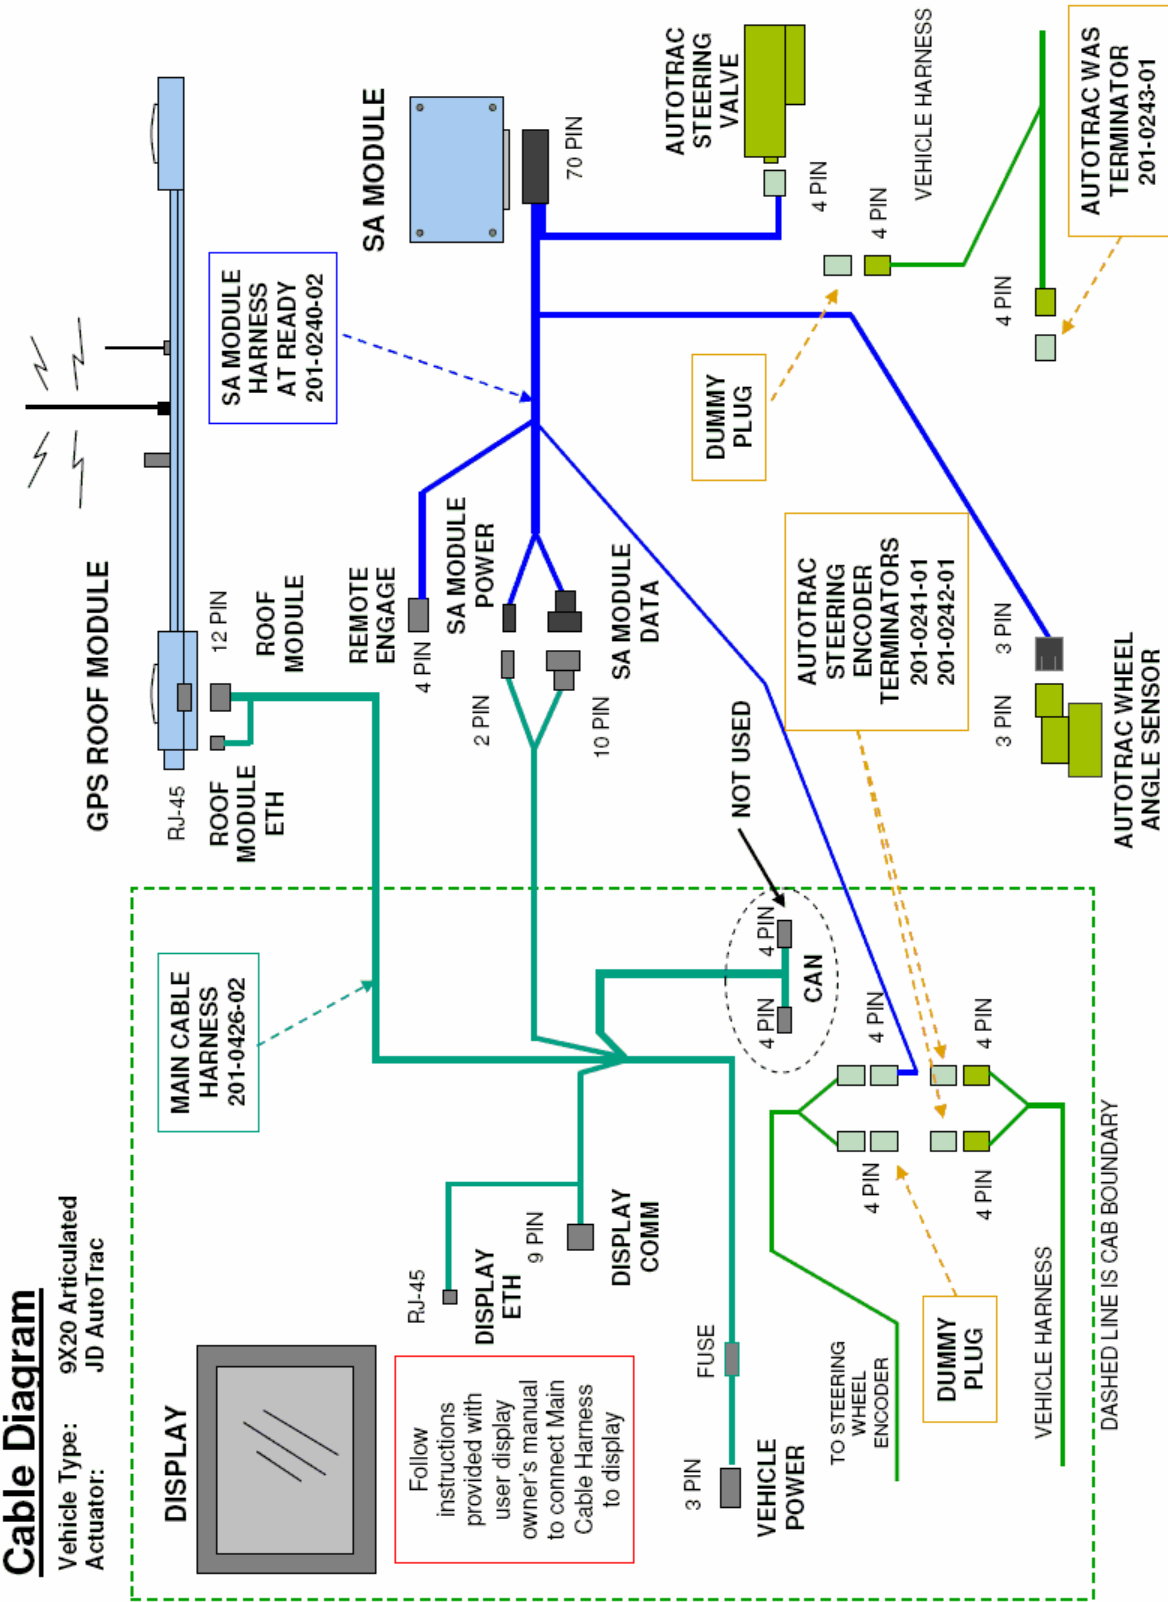 Cable Diagram
Vehicle Type: 9X20 Articulated
Actuator: JD AutoTrac
DISPLAY
Follow
instructions
provided with
user display
owner's manual
to connect Main
Cable Harness
to display
MAIN CABLE
HARNESS
201-0426-02
GPS ROOF MODULE
RJ-45
ROOF
MODULE
ETH
12 PIN
ROOF
MODULE
SA MODULE
HARNESS
AT READY
201-0240-02
SA MODULE
70 PIN
REMOTE
ENGAGE
4 PIN
SA MODULE
POWER
2 PIN
10 PIN
SA MODULE
DATA
RJ-45
DISPLAY
ETH
9 PIN
DISPLAY
COMM
3 PIN
VEHICLE
POWER
FUSE
NOT USED
4 PIN
4 PIN
CAN
AUTOTRAC
STEERING
VALVE
4 PIN
DUMMY
PLUG
4 PIN
VEHICLE HARNESS
4 PIN
AUTOTRAC WAS
TERMINATOR
201-0243-01
AUTOTRAC
STEERING
ENCODER
TERMINATORS
201-0241-01
201-0242-01
3 PIN
3 PIN
AUTOTRAC WHEEL
ANGLE SENSOR
TO STEERING
WHEEL
ENCODER
4 PIN
4 PIN
4 PIN
4 PIN
DUMMY
PLUG
VEHICLE HARNESS
DASHED LINE IS CAB BOUNDARY